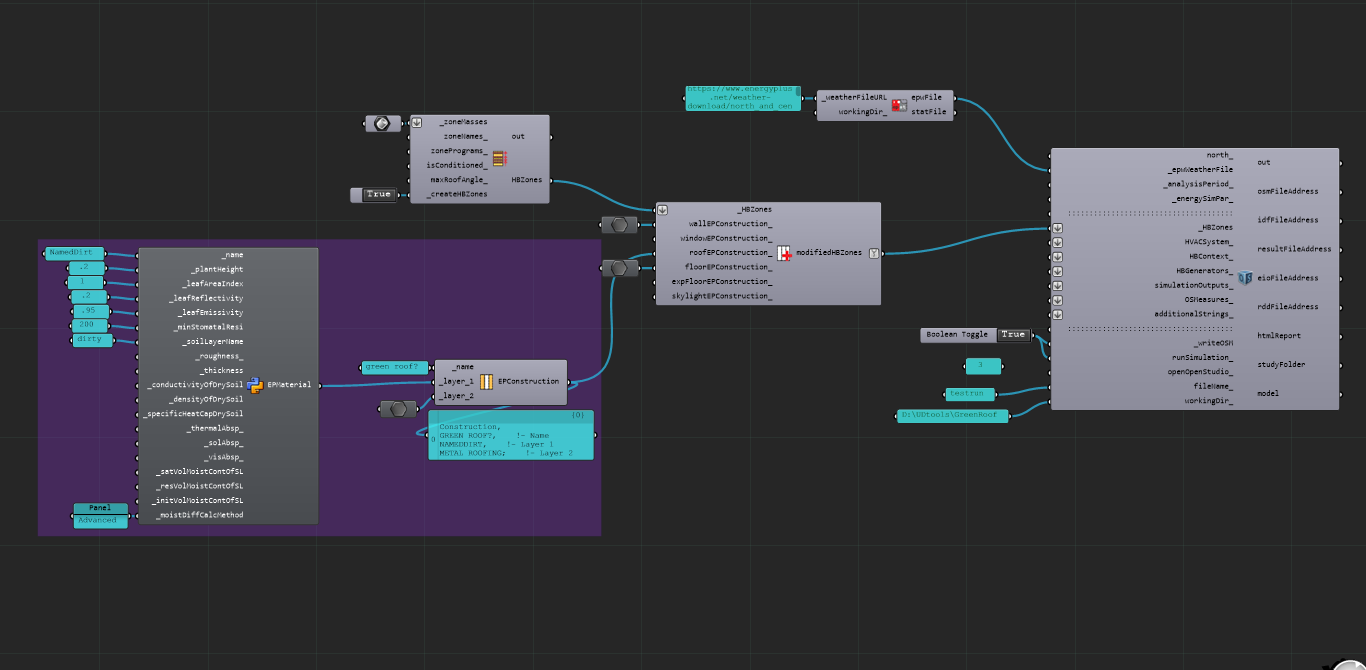 https://www.energyplus
.net/weather-
download/north_and_cen
_weatherFileURL
workingDir_
epwFile
statFile
_zoneMasses
zoneNames_
zonePrograms_
isConditioned_
maxRoofAngle_
_createHBZones
out
HBZones
True
_HBZones
wallEPConstruction_
windowEPConstruction_
roofEPConstruction_
floorEPConstruction_
expFloorEPConstruction_
skylightEPConstruction_
modifiedHBZones
north_
_epwWeatherFile
_analysisPeriod_
_energySimPar_
_HBZones
HVACSystem_
HBContext_
HBGenerators_
simulationOutputs_
OSMeasures_
additionalStrings_
_writeOSM
runSimulation_
openOpenStudio_
fileName_
workingDir_
out
osmFileAddress
idfFileAddress
resultFileAddress
eioFileAddress
rddFileAddress
htmlReport
studyFolder
model
Boolean Toggle
True
3
testrun
D:\UDtools\GreenRoof
NamedDirt
.2
1
.2
.95
200
dirty
_name
_plantHeight
_leafAreaIndex
_leafReflectivity
_leafEmissivity
_minStomatalResi
_soilLayerName
_roughness_
_thickness
_conductivityOfDrySoil
_densityOfDrySoil
_specificHeatCapDrySoil
_thermalAbsp_
_solAbsp_
_visAbsp_
_satVolMoistContOfSL
_resVolMoistContOfSL
_initVolMoistContOfSL
_moistDiffCalcMethod
EPMaterial
Panel
Advanced
green roof?
_name
_layer_1
_layer_2
EPConstruction
{0}
0
Construction,
GREEN ROOF?, !- Name
NAMEDDIRT, !- Layer 1
METAL ROOFING; !- Layer 2